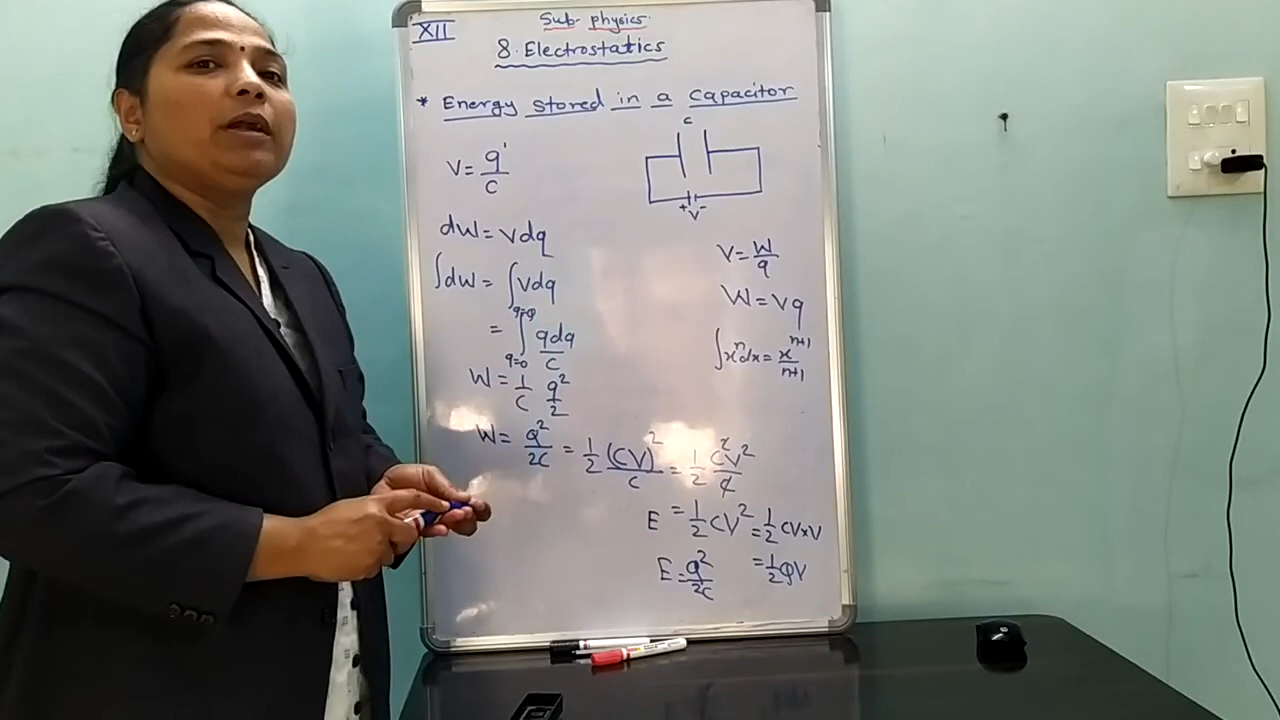 XII
Sub- physics.
8. Electrostatics
* Energy stored in a capacitor
C
+ V -
V = q'/C
dW = Vdq
∫dW = ∫Vdq
= ∫ q=0 q=Q qdq/C
W = 1/C q²/2
W = Q²/2C = 1/2 (CV)²/C = 1/2 C²V²/C
E = 1/2 CV² = 1/2 CV×V
E = Q²/2C = 1/2 QV
V = W/q
W = Vq
∫xⁿdx = xⁿ⁺¹/n+1